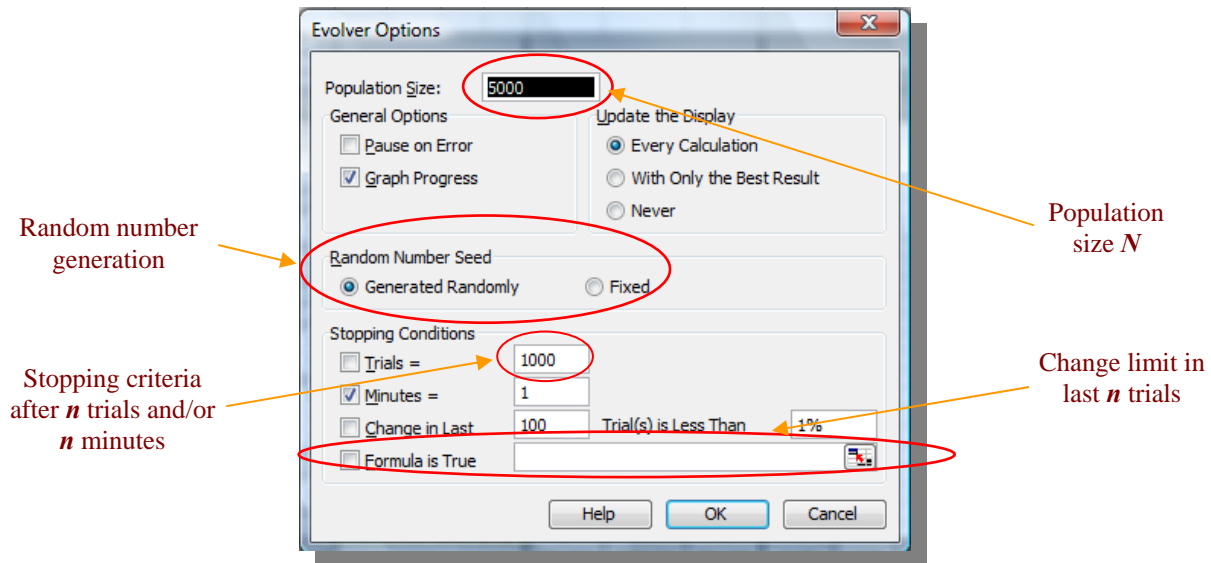 Evolver Options
Population Size: 5000
General Options
Update the Display
Pause on Error
Every Calculation
Graph Progress
With Only the Best Result
Never
Random number
generation
Population
size N
Random Number Seed
Generated Randomly
Fixed
Stopping Conditions
Trials = 1000
Minutes = 1
Change in Last 100 Trial(s) is Less Than 1%
Formula is True
Stopping criteria
after n trials and/or
n minutes
Change limit in
last n trials
Help
OK
Cancel